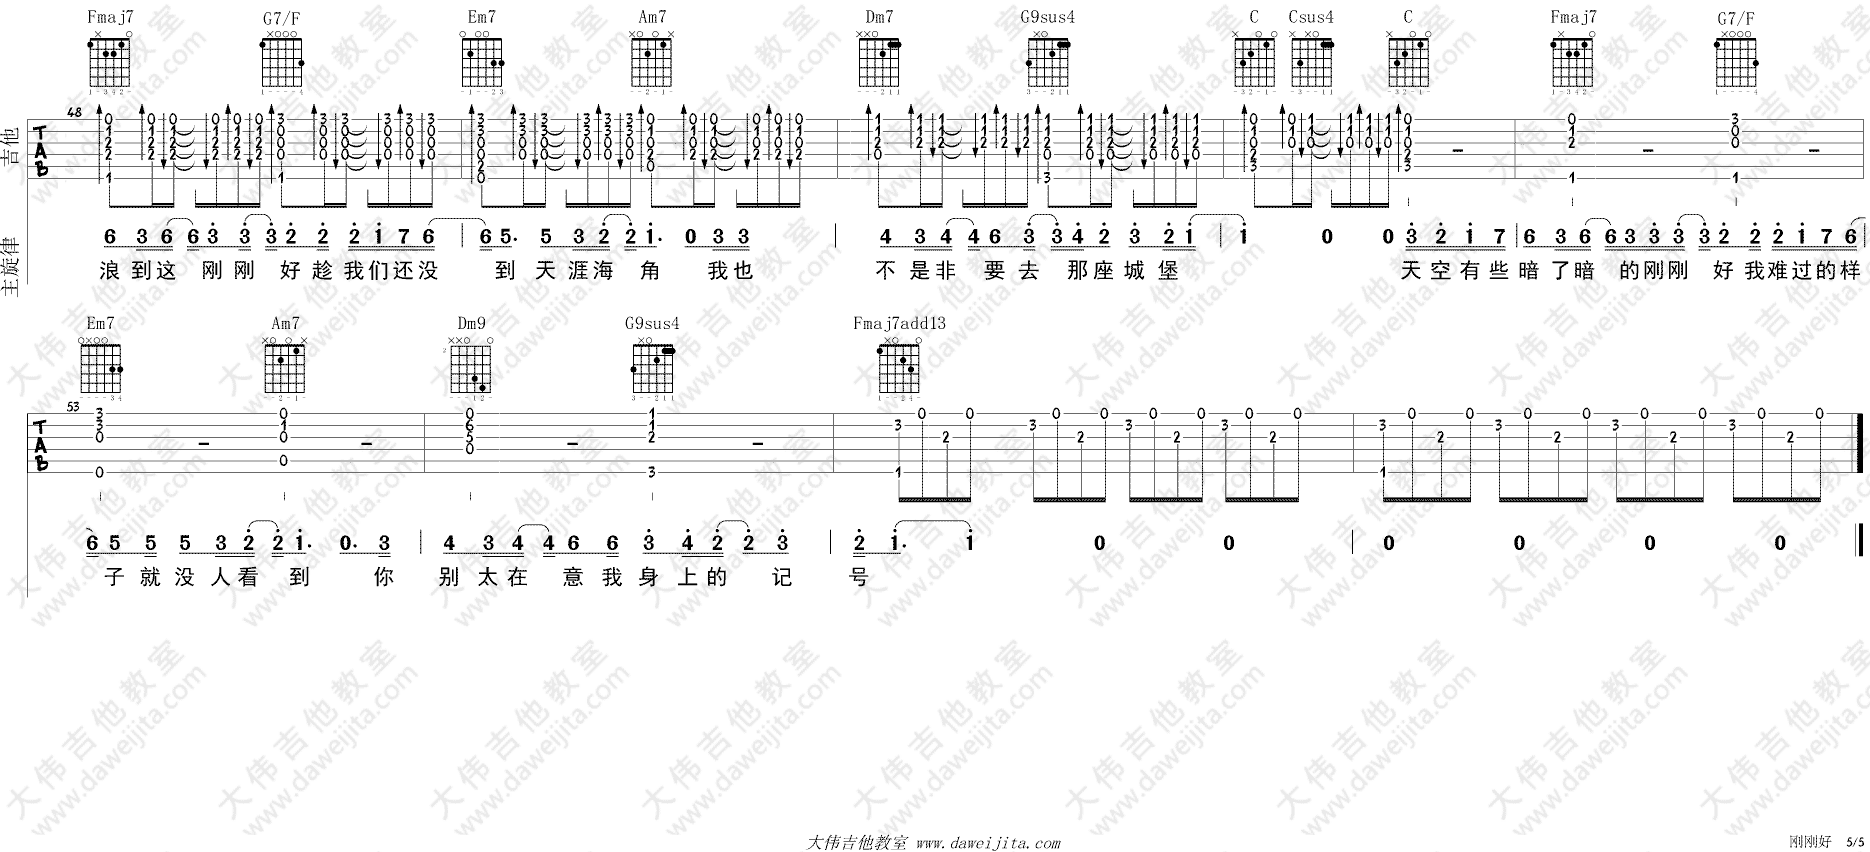 Fmaj7 G7/F Em7 Am7 Dm7 G9sus4 C Csus4 C Fmaj7 G7/F
吉他
48
TAB
主旋律
6 3 6 6 3 3 3 2 2 2 1 7 6 | 6 5. 5 3 2 2 1. 0 3 3 | 4 3 4 4 6 3 3 4 2 3 2 1 | 1 0 0 3 2 1 7 | 6 3 6 6 3 3 3 3 2 2 2 1 7 6
浪到这 刚刚 好趁我们还没 到 天涯海 角 我也 不是非 要去 那座城堡 天空有些暗了暗 的刚刚 好我难过的样
Em7 Am7 Dm9 G9sus4 Fmaj7add13
53
TAB
6 5 5 5 3 2 2 1. 0. 3 | 4 3 4 4 6 6 3 4 2 2 3 | 2 1. 1 0 0 | 0 0 0 0
子就没人看 到 你 别太在 意我身上的 记 号
大伟吉他教室 www.daweijita.com
刚刚好 5/5